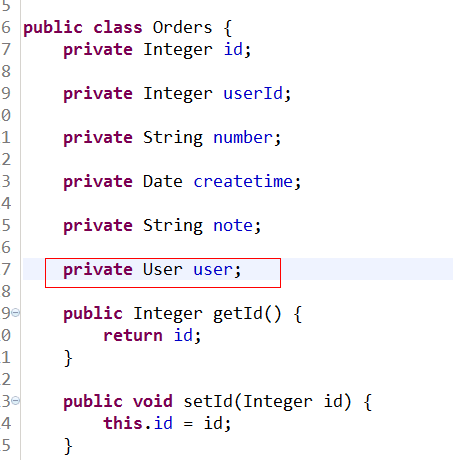 5
6 public class Orders {
7 private Integer id;
8
9 private Integer userId;
0
1 private String number;
2
3 private Date createtime;
4
5 private String note;
6
7 private User user;
8
9 public Integer getId() {
0 return id;
1 }
2
3 public void setId(Integer id) {
4 this.id = id;
5 }